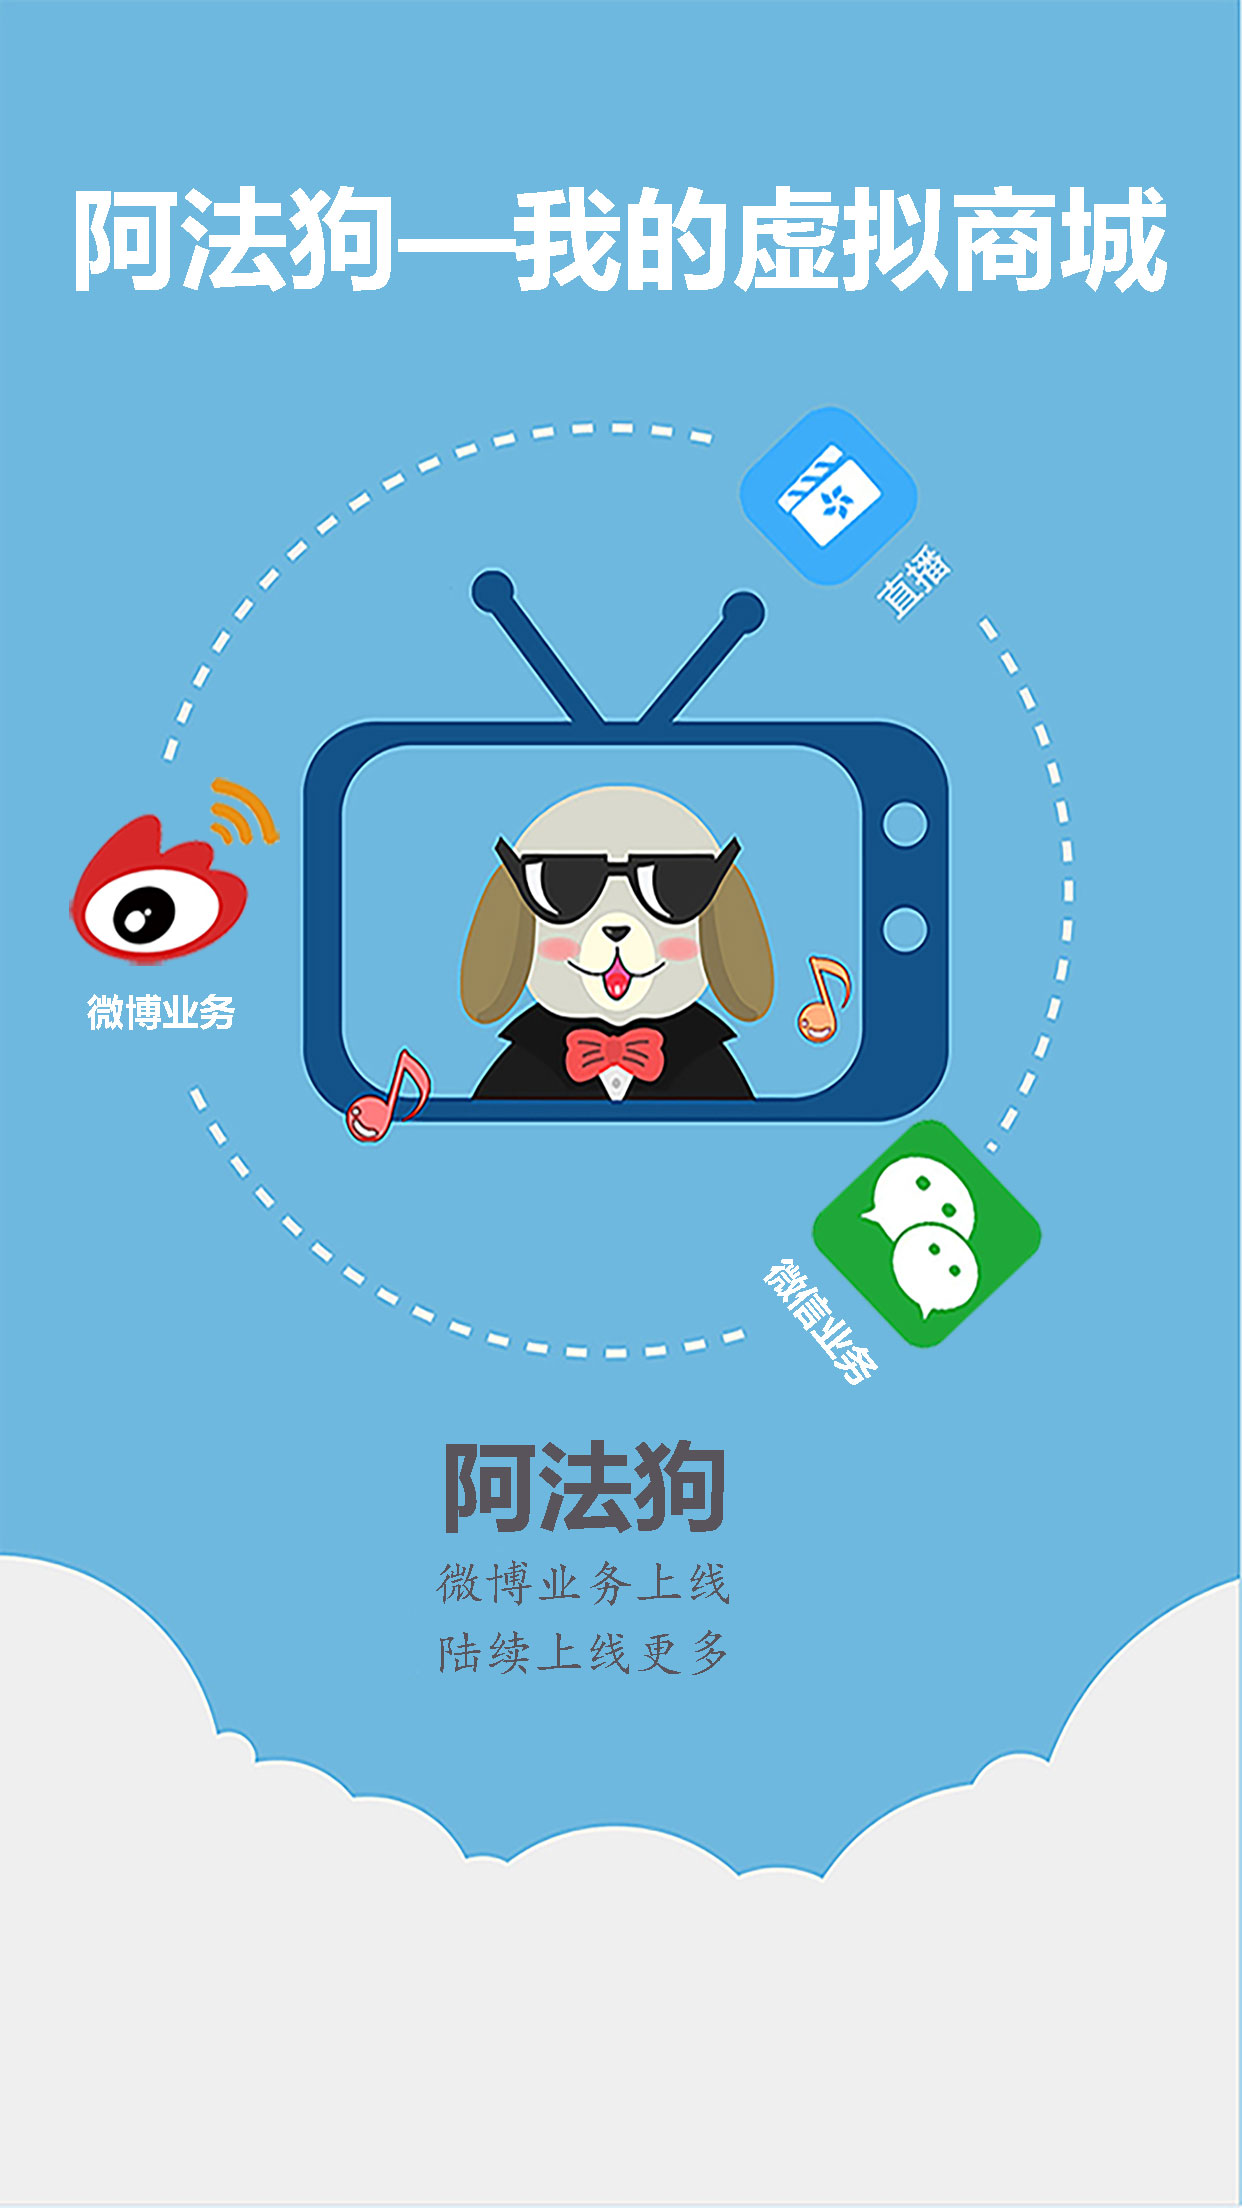 阿法狗—我的虚拟商城
直播
微博业务
微信业务
阿法狗
微博业务上线
陆续上线更多